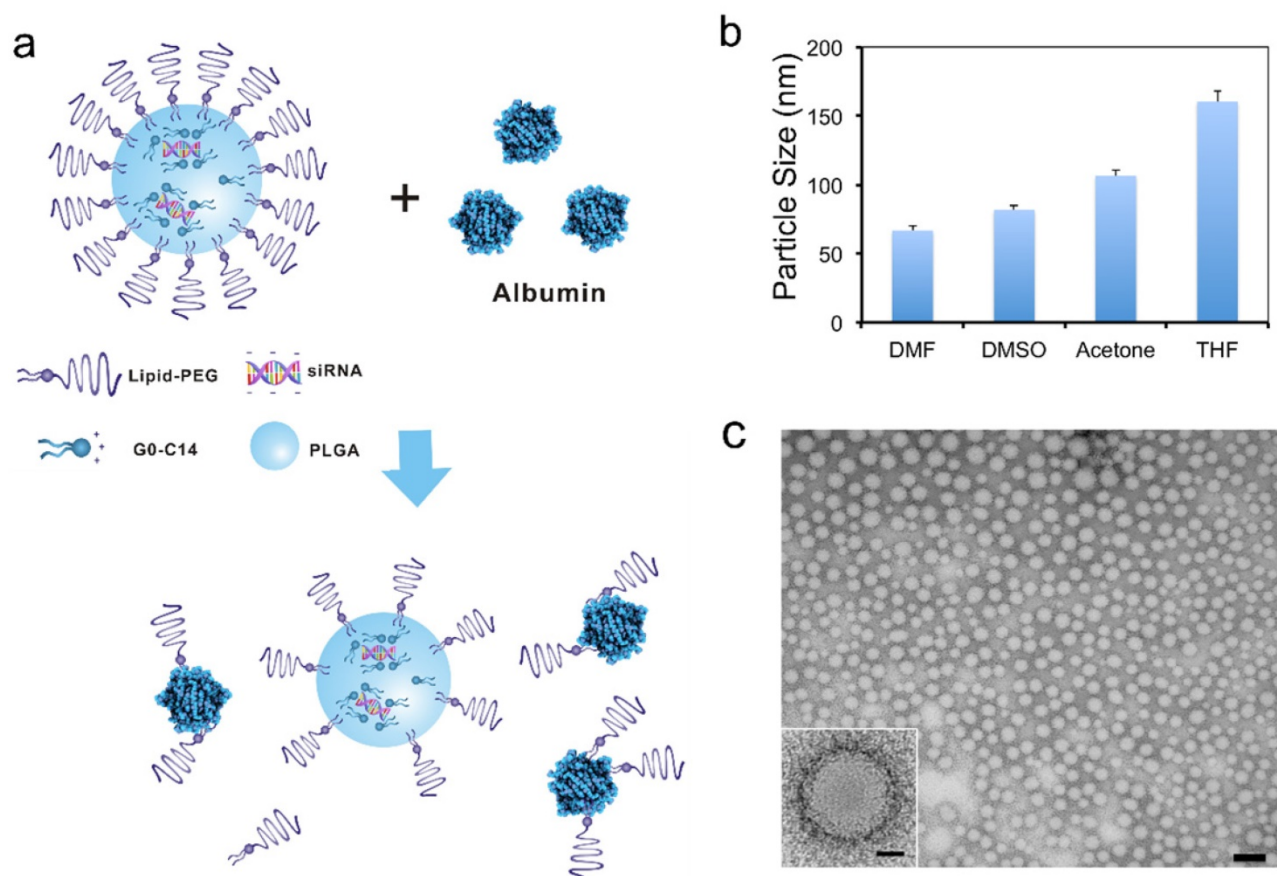 a
+
Albumin
Lipid-PEG
siRNA
G0-C14
+
+
+
PLGA
b
Particle Size (nm)
200
150
100
50
0
DMF DMSO Acetone THF
c